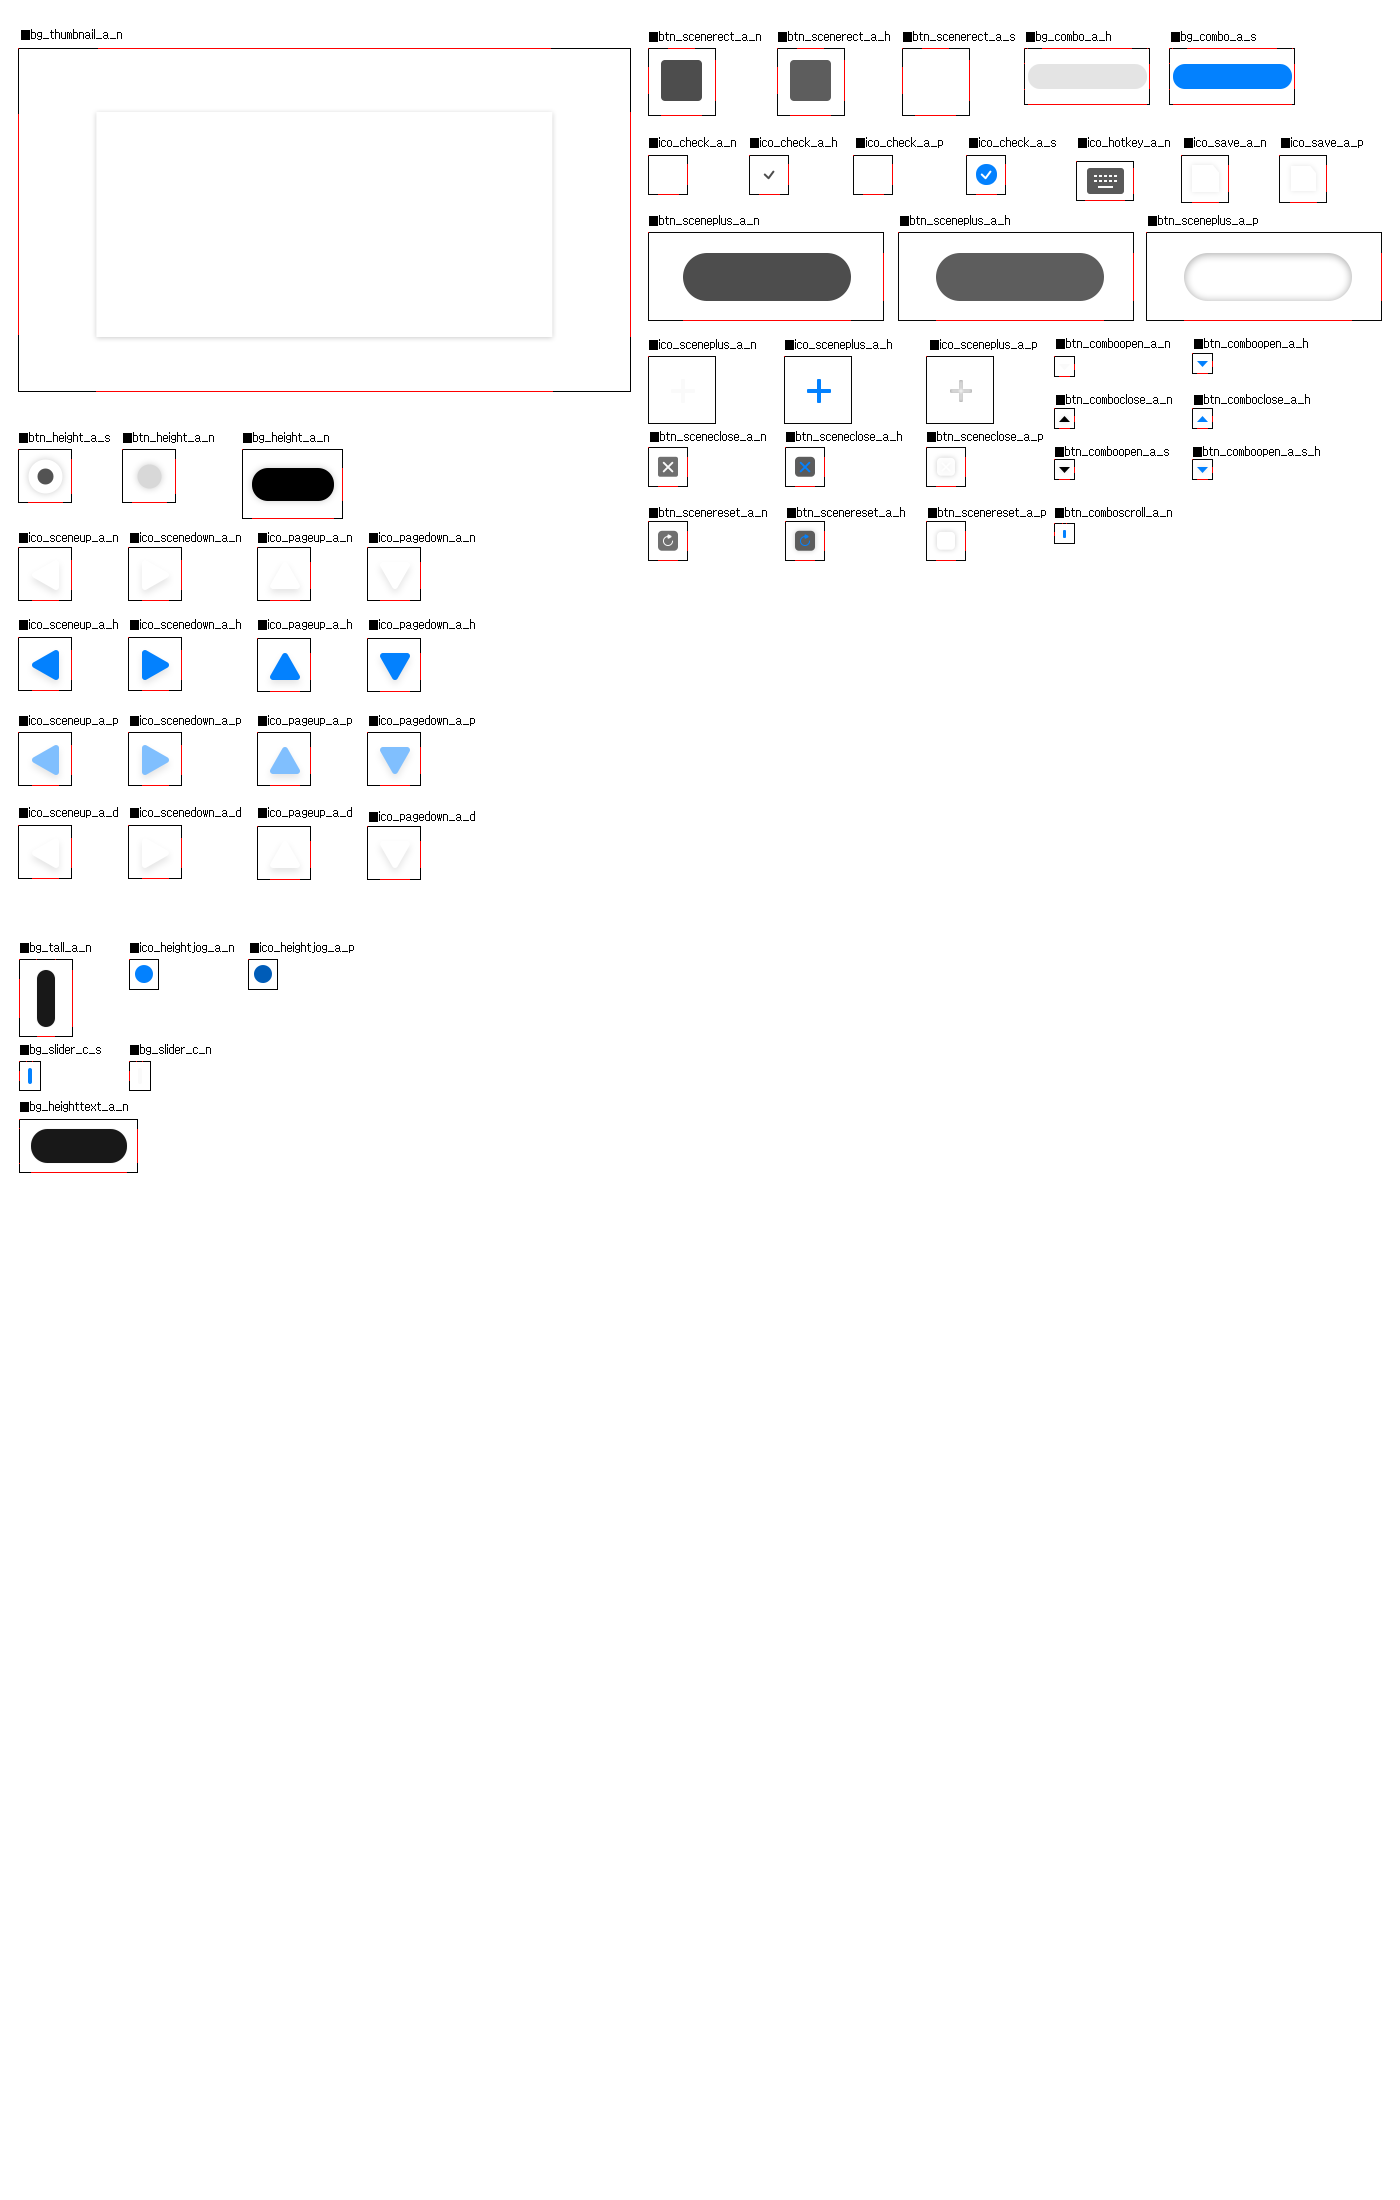 ■bg_thumbnail_a_n
■btn_scenerect_a_n ■btn_scenerect_a_h ■btn_scenerect_a_s ■bg_combo_a_h ■bg_combo_a_s
■ico_check_a_n ■ico_check_a_h ■ico_check_a_p ■ico_check_a_s ■ico_hotkey_a_n ■ico_save_a_n ■ico_save_a_p
■btn_sceneplus_a_n ■btn_sceneplus_a_h ■btn_sceneplus_a_p
■ico_sceneplus_a_n ■ico_sceneplus_a_h ■ico_sceneplus_a_p ■btn_comboopen_a_n ■btn_comboopen_a_h
■btn_comboclose_a_n ■btn_comboclose_a_h
■btn_sceneclose_a_n ■btn_sceneclose_a_h ■btn_sceneclose_a_p
■btn_comboopen_a_s ■btn_comboopen_a_s_h
■btn_scenereset_a_n ■btn_scenereset_a_h ■btn_scenereset_a_p ■btn_comboscroll_a_n
■btn_height_a_s ■btn_height_a_n ■bg_height_a_n
■ico_sceneup_a_n ■ico_scenedown_a_n ■ico_pageup_a_n ■ico_pagedown_a_n
■ico_sceneup_a_h ■ico_scenedown_a_h ■ico_pageup_a_h ■ico_pagedown_a_h
■ico_sceneup_a_p ■ico_scenedown_a_p ■ico_pageup_a_p ■ico_pagedown_a_p
■ico_sceneup_a_d ■ico_scenedown_a_d ■ico_pageup_a_d ■ico_pagedown_a_d
■bg_tall_a_n ■ico_heightjog_a_n ■ico_heightjog_a_p
■bg_slider_c_s ■bg_slider_c_n
■bg_heighttext_a_n